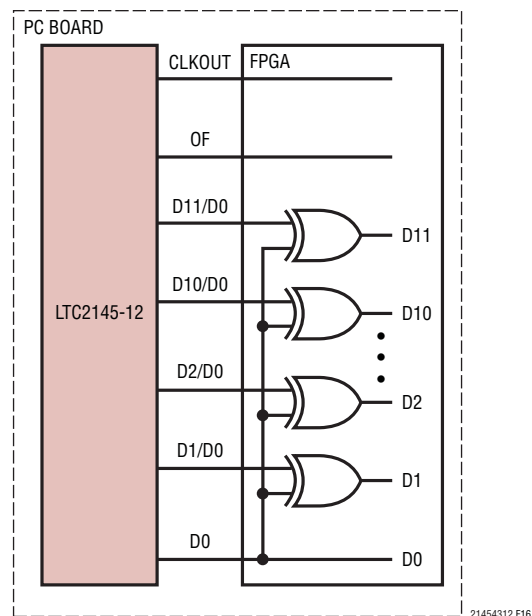 PC BOARD
CLKOUT
FPGA
OF
D11/D0
D11
D10/D0
LTC2145-12
D10
D2/D0
D2
D1/D0
D1
D0
D0
21454312 F16